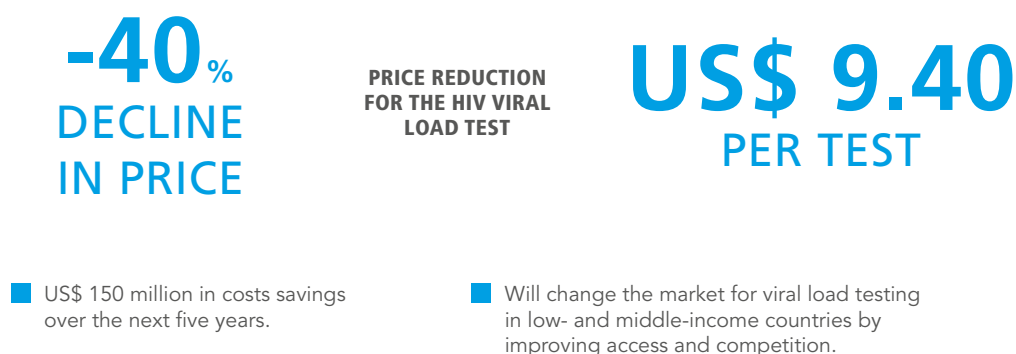 -40%
DECLINE
IN PRICE
PRICE REDUCTION
FOR THE HIV VIRAL
LOAD TEST
US$ 9.40
PER TEST
US$ 150 million in costs savings
over the next five years.
Will change the market for viral load testing
in low- and middle-income countries by
improving access and competition.